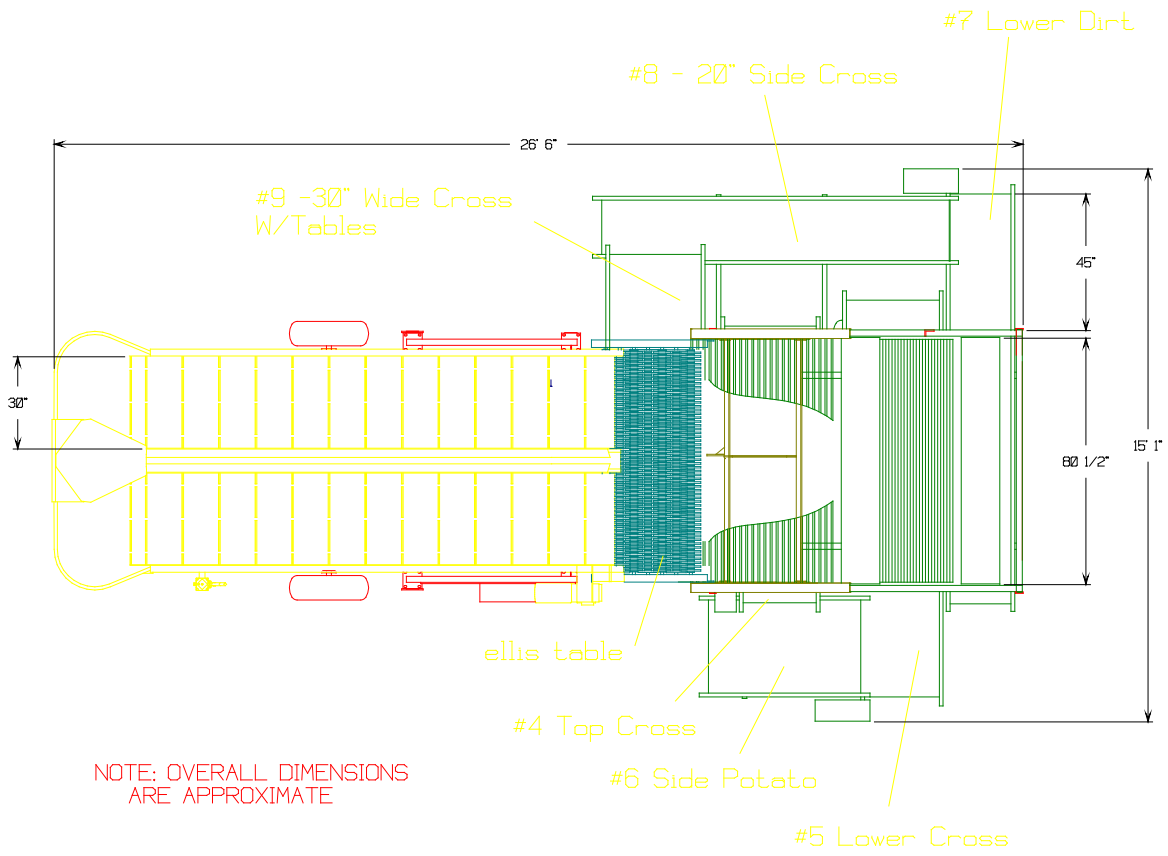 #7 Lower Dirt
#8 - 20" Side Cross
26' 6"
#9 -30" Wide Cross
W/Tables
45"
30"
15' 1"
80 1/2"
ellis table
#4 Top Cross
#6 Side Potato
NOTE: OVERALL DIMENSIONS
ARE APPROXIMATE
#5 Lower Cross